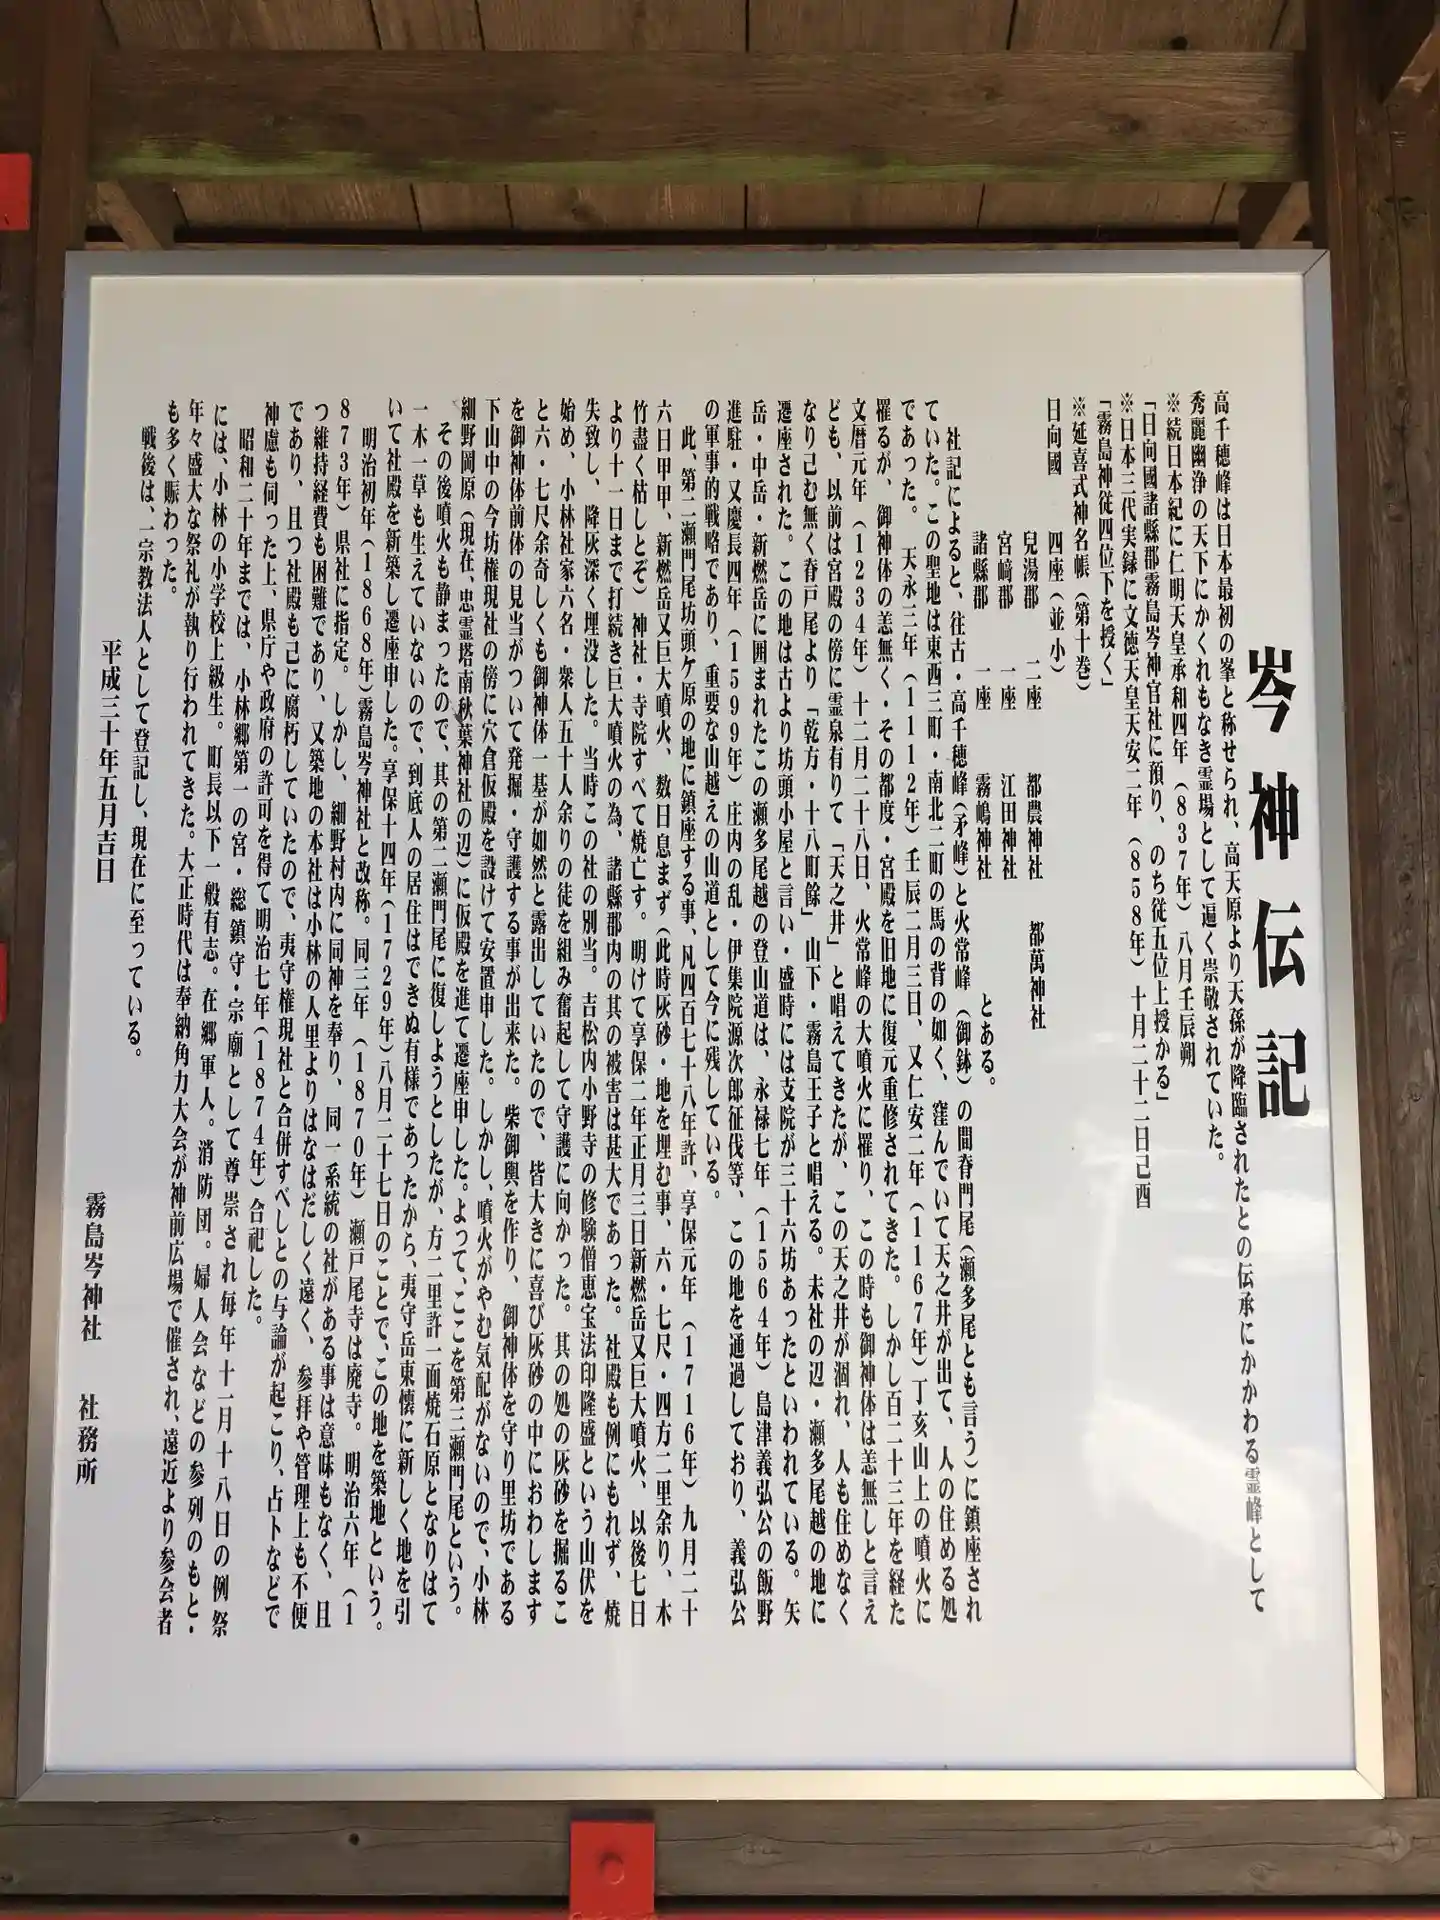 岑神伝記
高千穂峰は日本最初の峯と称せられ、高天原より天孫が降臨されたとの伝承にかかわる霊峰として
秀麗幽浄の天下にかくれもなき霊場として遍く崇敬されていた。
※続日本紀に仁明天皇承和四年（837年）八月壬辰朔
「日向國諸縣郡霧島岑神官社に預り、のち従五位上授かる」
※日本三代実録に文徳天皇天安二年（858年）十月二十二日己酉
「霧島神従四位下を授く」
※延喜式神名帳（第十巻）
日向國　四座（並小）
兒湯郡　二座　都農神社　都萬神社
宮﨑郡　一座　江田神社
諸縣郡　一座　霧嶋神社　とある。
社記によると、往古・高千穂峰（矛峰）と火常峰（御鉢）の間脊門尾（瀬多尾とも言う）に鎮座され
ていた。この聖地は東西三町・南北二町の馬の背の如く、窪んでいて天之井が出て、人の住める処
であった。　天永三年（1112年）壬辰二月三日、又仁安二年（1167年）丁亥山上の噴火に
罹るが、御神体の恙無く・その都度・宮殿を旧地に復元重修されてきた。しかし百二十三年を経た
文暦元年（1234年）十二月二十八日、火常峰の大噴火に罹り、この時も御神体は恙無しと言え
ども、以前は宮殿の傍に霊泉有りて「天之井」と唱えてきたが、この天之井が涸れ、人も住めなく
なり己む無く脊戸尾より「乾方・十八町餘」山下・霧島王子と唱える。末社の辺・瀬多尾越の地に
遷座された。この地は古より坊頭小屋と言い・盛時には支院が三十六坊あったといわれている。矢
岳・中岳・新燃岳に囲まれたこの瀬多尾越の登山道は、永禄七年（1564年）島津義弘公の飯野
進駐・又慶長四年（1599年）庄内の乱・伊集院源次郎征伐等、この地を通過しており、義弘公
の軍事的戦略であり、重要な山越えの山道として今に残している。
此、第二瀬門尾坊頭ケ原の地に鎮座する事、凡四百七十八年許、享保元年（1716年）九月二十
六日甲甲、新燃岳又巨大噴火、数日息まず（此時灰砂・地を埋む事、六・七尺・四方二里余り、木
竹盡く枯しとぞ）神社・寺院すべて焼亡す。明けて享保二年正月三日新燃岳又巨大噴火、以後七日
より十一日まで打続き巨大噴火の為、諸縣郡内の其の被害は甚大であった。社殿も例にもれず、焼
失致し、降灰深く埋没した。当時この社の別当。吉松内小野寺の修験僧恵宝法印隆盛という山伏を
始め、小林社家六名・衆人五十人余りの徒を組み奮起して守護に向かった。其の処の灰砂を掘るこ
と六・七尺余奇しくも御神体一基が如然と露出していたので、皆大きに喜び灰砂の中におわします
を御神体前体の見当がついて発掘・守護する事が出来た。柴御輿を作り、御神体を守り里坊である
下山中の今坊権現社の傍に穴倉仮殿を設けて安置申した。しかし、噴火がやむ気配がないので、小林
細野岡原（現在、忠霊塔南秋葉神社の辺）に仮殿を進て遷座申した。よって、ここを第三瀬門尾という。
その後噴火も静まったので、其の第二瀬門尾に復しようとしたが、方二里許一面焼石原となりはて
一木一草も生えていないので、到底人の居住はできぬ有様であったから、夷守岳東懐に新しく地を引
いて社殿を新築し遷座申した。享保十四年（1729年）八月二十七日のことで、この地を築地という。
明治初年（1868年）霧島岑神社と改称。同三年（1870年）瀬戸尾寺は廃寺。明治六年（1
873年）県社に指定。しかし、細野村内に同神を奉り、同一系統の社がある事は意味もなく、且
つ維持経費も困難であり、又築地の本社は小林の人里よりはなはだしく遠く、参拝や管理上も不便
であり、且つ社殿も己に腐朽していたので、夷守権現社と合併すべしとの与論が起こり、占卜などで
神慮も伺った上、県庁や政府の許可を得て明治七年（1874年）合祀した。
昭和二十年までは、小林郷第一の宮・総鎮守・宗廟として尊崇され毎年十一月十八日の例祭
には、小林の小学校上級生。町長以下一般有志。在郷軍人。消防団。婦人会などの参列のもと・
年々盛大な祭礼が執り行われてきた。大正時代は奉納角力大会が神前広場で催され、遠近より参会者
も多く賑わった。
戦後は、一宗教法人として登記し、現在に至っている。
平成三十年五月吉日
霧島岑神社　社務所